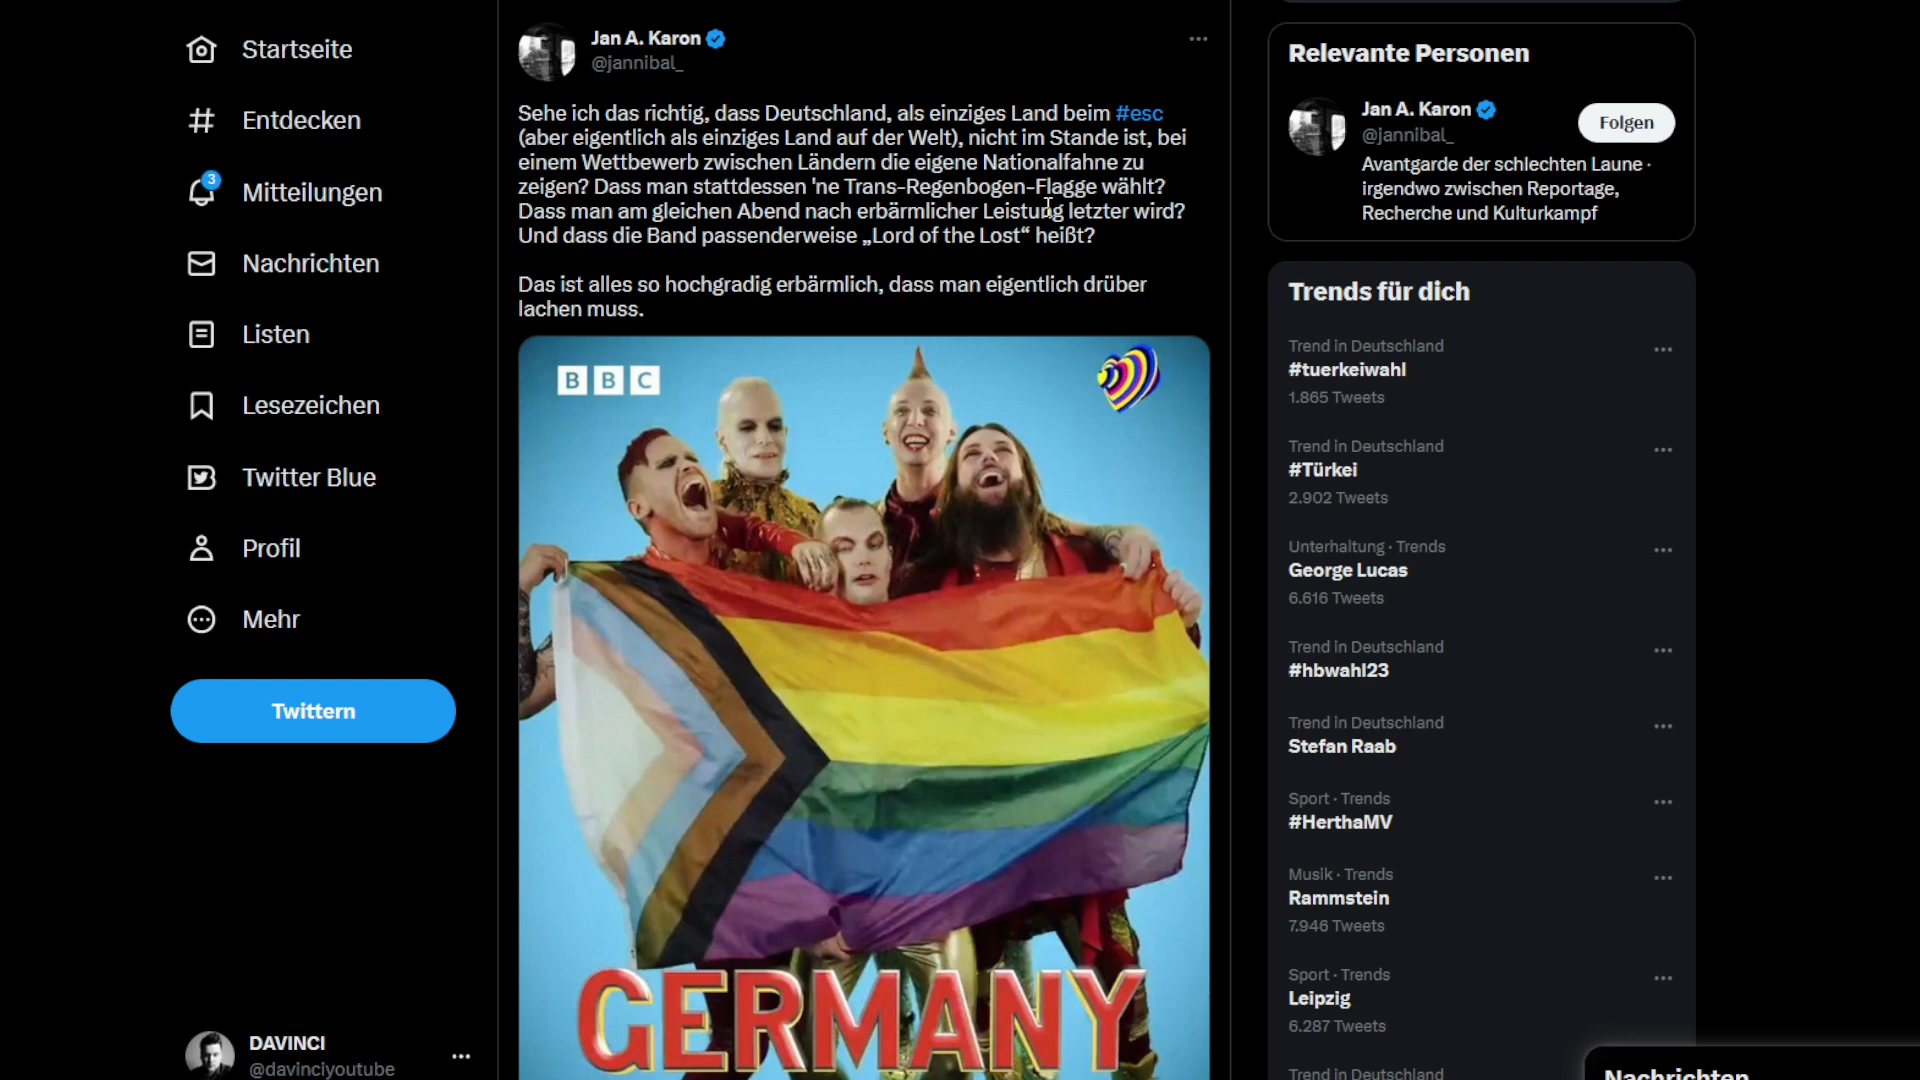 Startseite
Entdecken
3
Mitteilungen
Nachrichten
Listen
Lesezeichen
Twitter Blue
Profil
Mehr
Twittern
DAVINCI
@davinciyoutube
Jan A. Karon
@jannibal_
Sehe ich das richtig, dass Deutschland, als einziges Land beim #esc
(aber eigentlich als einziges Land auf der Welt), nicht im Stande ist, bei
einem Wettbewerb zwischen Ländern die eigene Nationalfahne zu
zeigen? Dass man stattdessen 'ne Trans-Regenbogen-Flagge wählt?
Dass man am gleichen Abend nach erbärmlicher Leistung letzter wird?
Und dass die Band passenderweise „Lord of the Lost“ heißt?
Das ist alles so hochgradig erbärmlich, dass man eigentlich drüber
lachen muss.
BBC
GERMANY
Relevante Personen
Jan A. Karon
@jannibal_
Folgen
Avantgarde der schlechten Laune ·
irgendwo zwischen Reportage,
Recherche und Kulturkampf
Trends für dich
Trend in Deutschland
#tuerkeiwahl
1.865 Tweets
Trend in Deutschland
#Türkei
2.902 Tweets
Unterhaltung · Trends
George Lucas
6.616 Tweets
Trend in Deutschland
#hbwahl23
Trend in Deutschland
Stefan Raab
Sport · Trends
#HerthaMV
Musik · Trends
Rammstein
7.946 Tweets
Sport · Trends
Leipzig
6.287 Tweets
Trend in Deutschland
Nachrichten